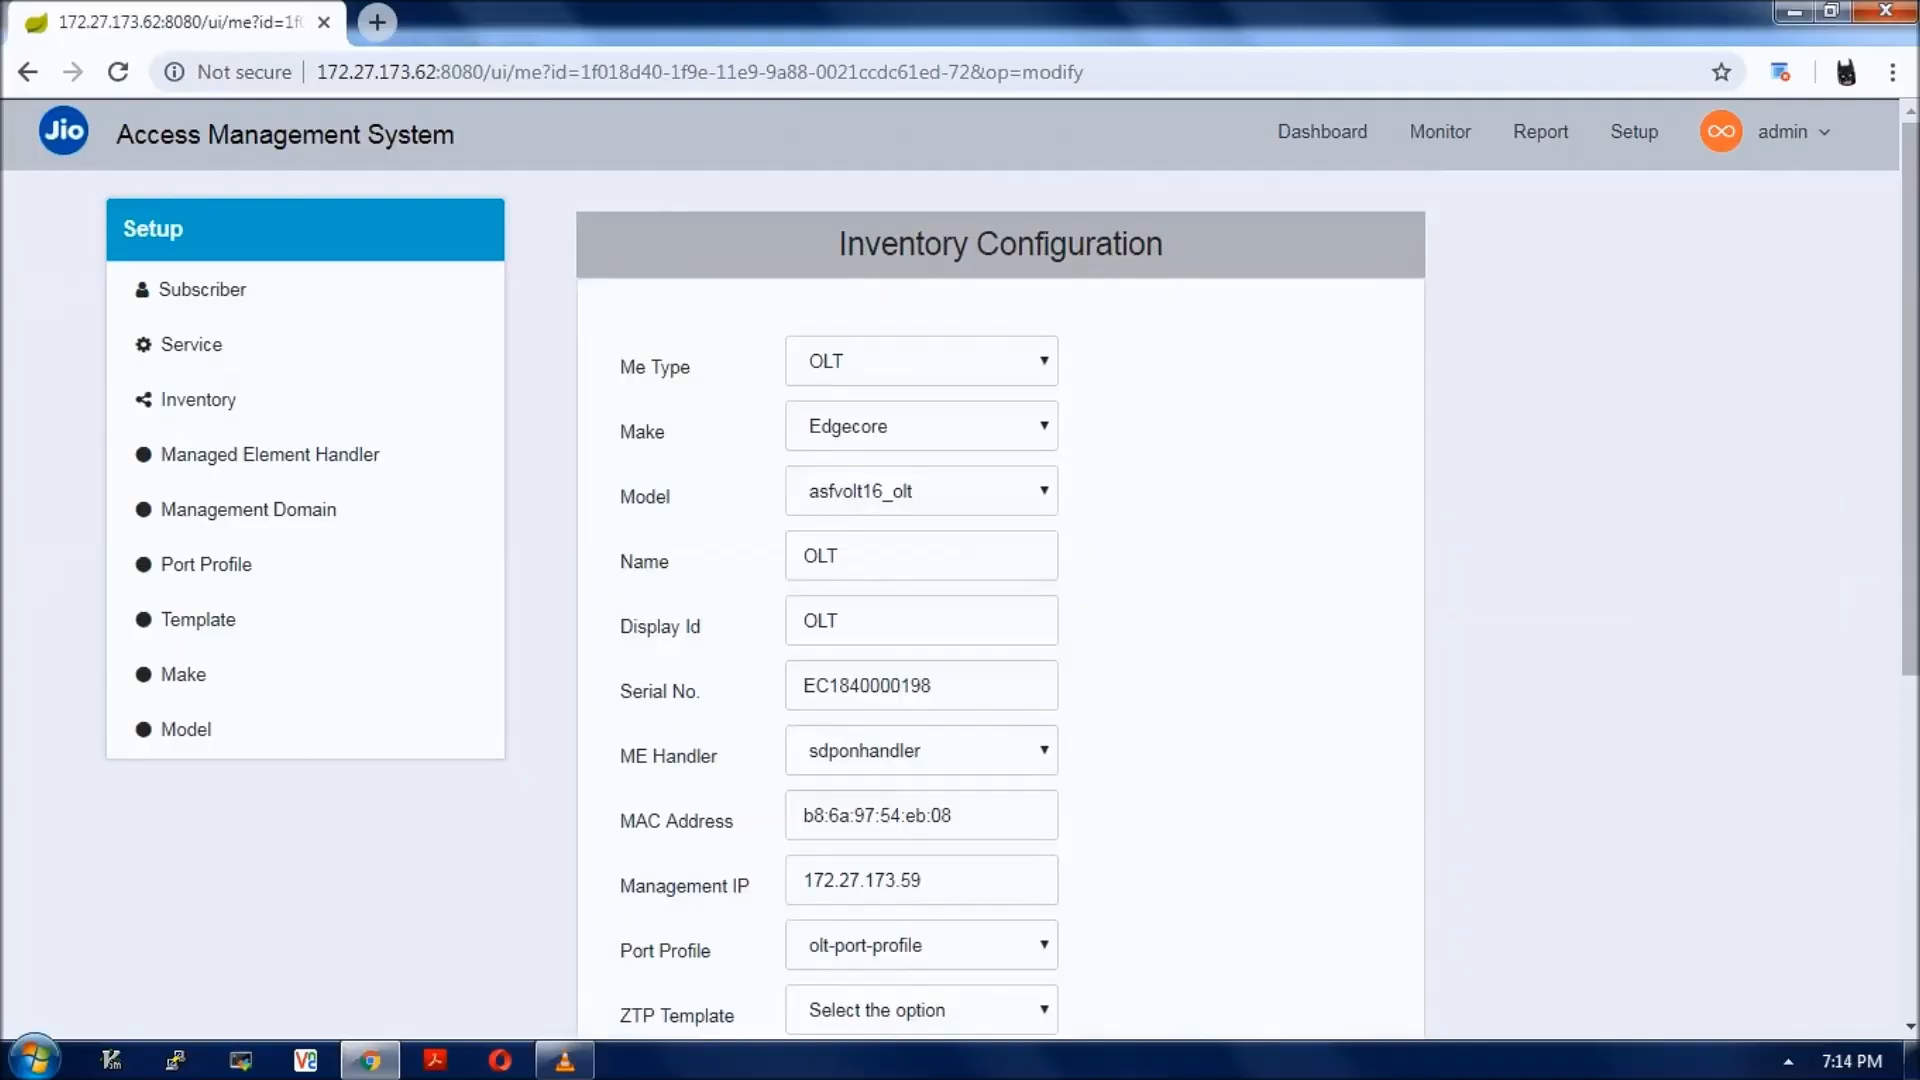 172.27.173.62:8080/ui/me?id=1f
Not secure
172.27.173.62:8080/ui/me?id=1f018d40-1f9e-11e9-9a88-0021ccdc61ed-72&op=modify
Jio
Access Management System
Dashboard
Monitor
Report
Setup
admin
Setup
Subscriber
Service
Inventory
Managed Element Handler
Management Domain
Port Profile
Template
Make
Model
Inventory Configuration
Me Type
OLT
Make
Edgecore
Model
asfvolt16_olt
Name
OLT
Display Id
OLT
Serial No.
EC1840000198
ME Handler
sdponhandler
MAC Address
b8:6a:97:54:eb:08
Management IP
172.27.173.59
Port Profile
olt-port-profile
ZTP Template
Select the option
7:14 PM